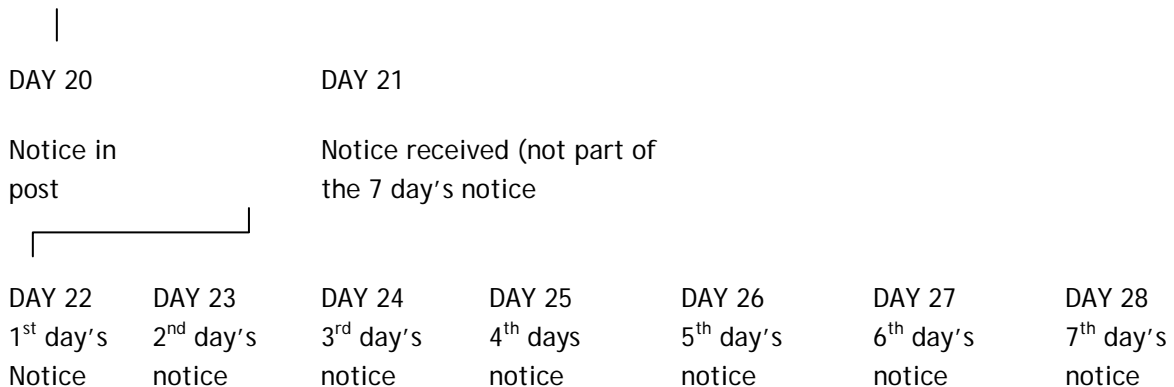 DAY 20 DAY 21
Notice in Notice received (not part of
post the 7 day’s notice
DAY 22 DAY 23 DAY 24 DAY 25 DAY 26 DAY 27 DAY 28
1st day’s 2nd day’s 3rd day’s 4th days 5th day’s 6th day’s 7th day’s
Notice notice notice notice notice notice notice